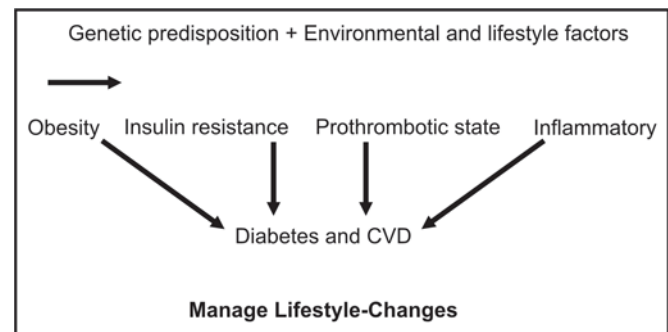 Genetic predisposition + Environmental and lifestyle factors
Obesity Insulin resistance Prothrombotic state Inflammatory
Diabetes and CVD
Manage Lifestyle-Changes